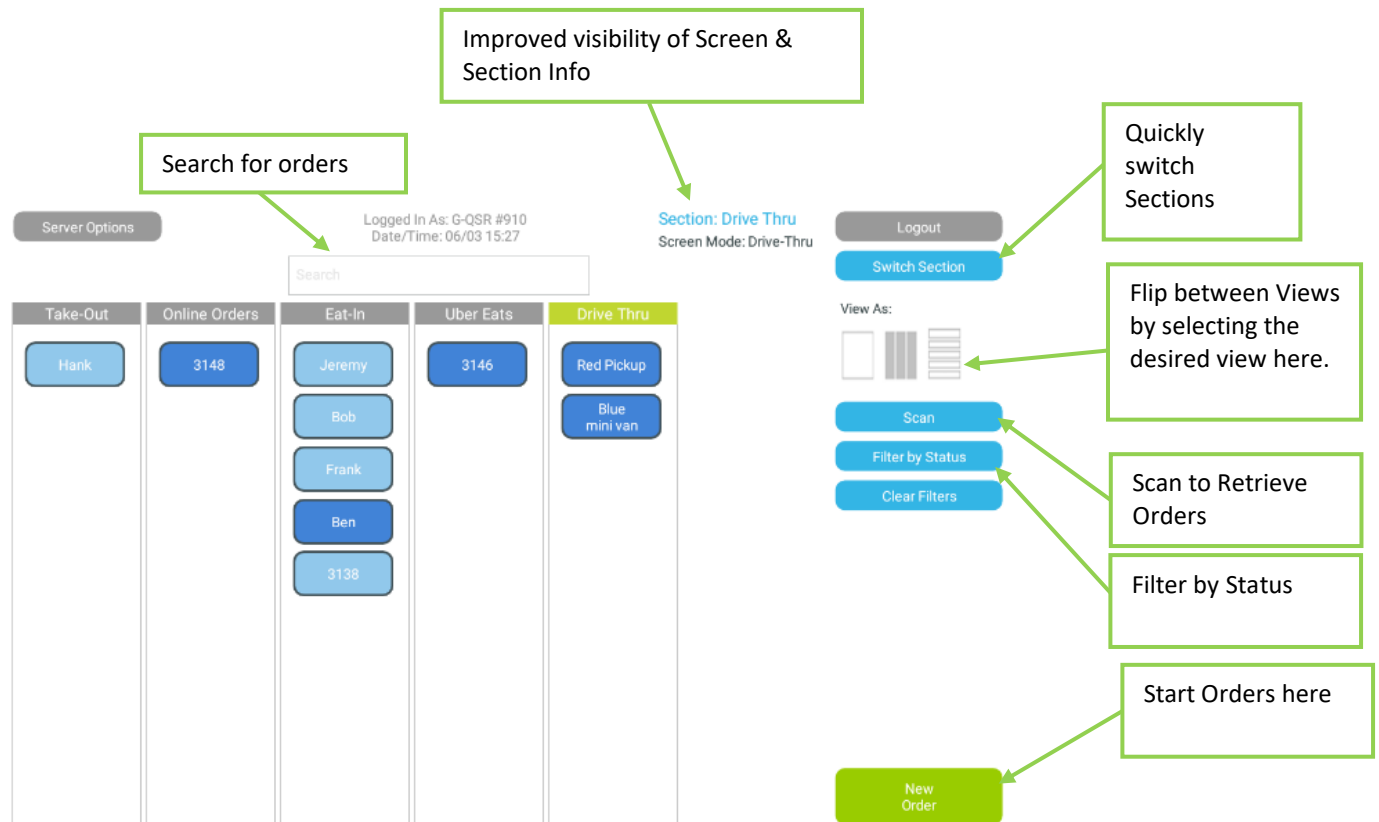 Improved visibility of Screen &
Section Info
Search for orders
Quickly
switch
Sections
Server Options
Logged In As: G-QSR #910
Date/Time: 06/03 15:27
Section: Drive Thru
Screen Mode: Drive-Thru
Logout
Switch Section
Search
Flip between Views
by selecting the
desired view here.
Take-Out
Online Orders
Eat-In
Uber Eats
Drive Thru
View As:
Hank
3148
Jeremy
3146
Red Pickup
Bob
Blue
mini van
Frank
Ben
3138
Scan
Filter by Status
Clear Filters
Scan to Retrieve
Orders
Filter by Status
Start Orders here
New
Order